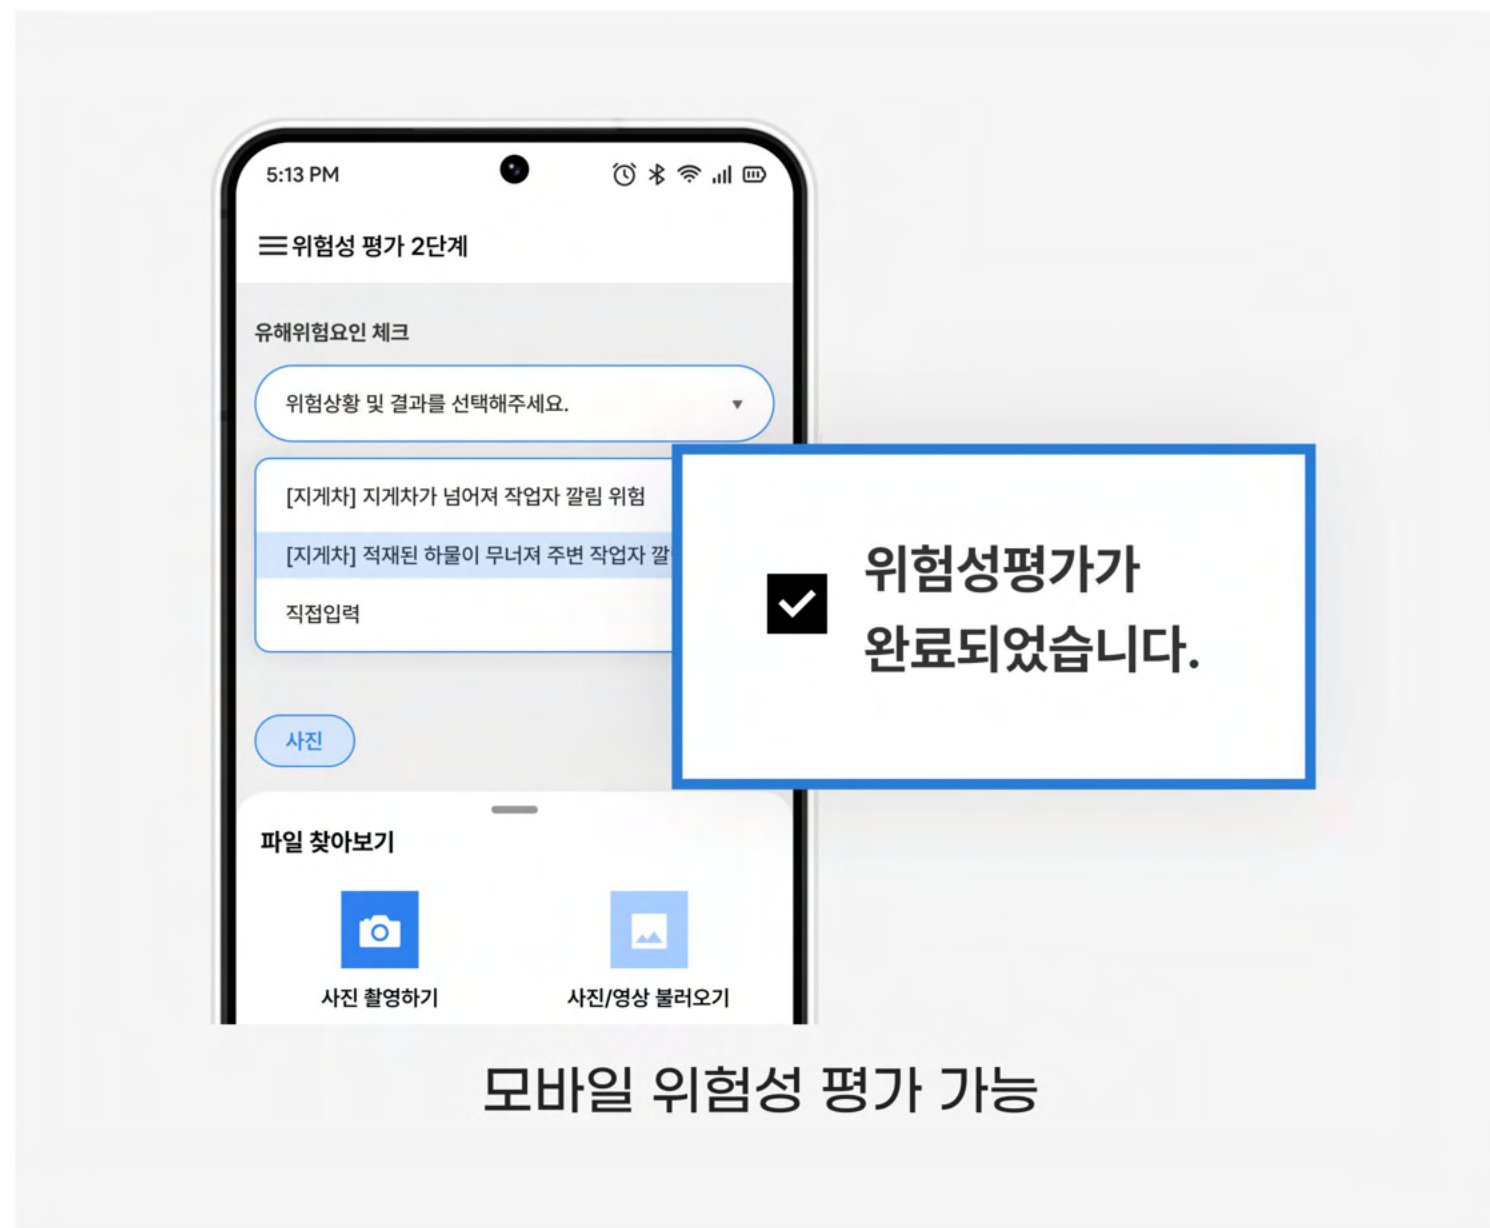 5:13 PM
위험성 평가 2단계
유해위험요인 체크
위험상황 및 결과를 선택해주세요.
[지게차] 지게차가 넘어져 작업자 깔림 위험
[지게차] 적재된 하물이 무너져 주변 작업자
직접입력
위험성평가가
완료되었습니다.
사진
파일 찾아보기
사진 촬영하기
사진/영상 불러오기
모바일 위험성 평가 가능